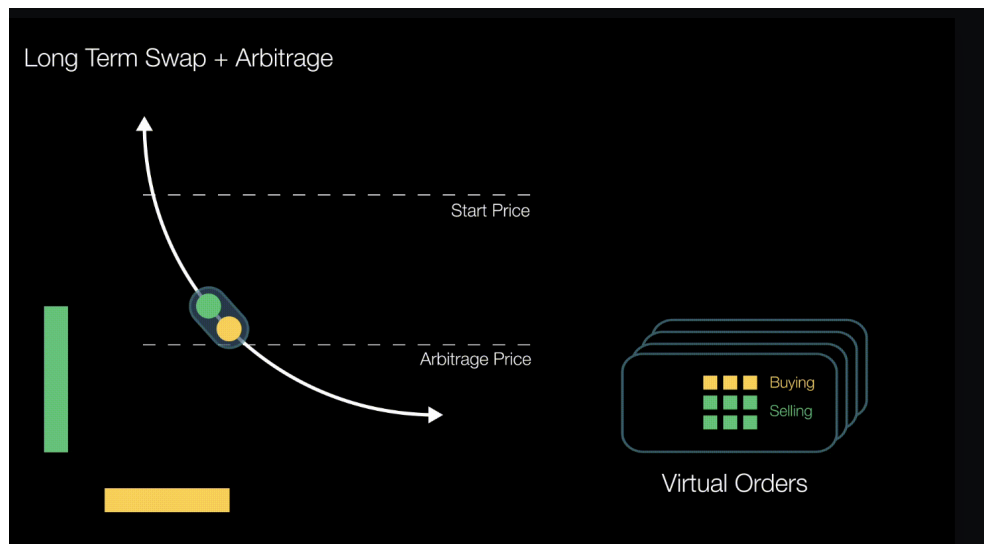 Long Term Swap + Arbitrage
Start Price
Arbitrage Price
Buying
Selling
Virtual Orders